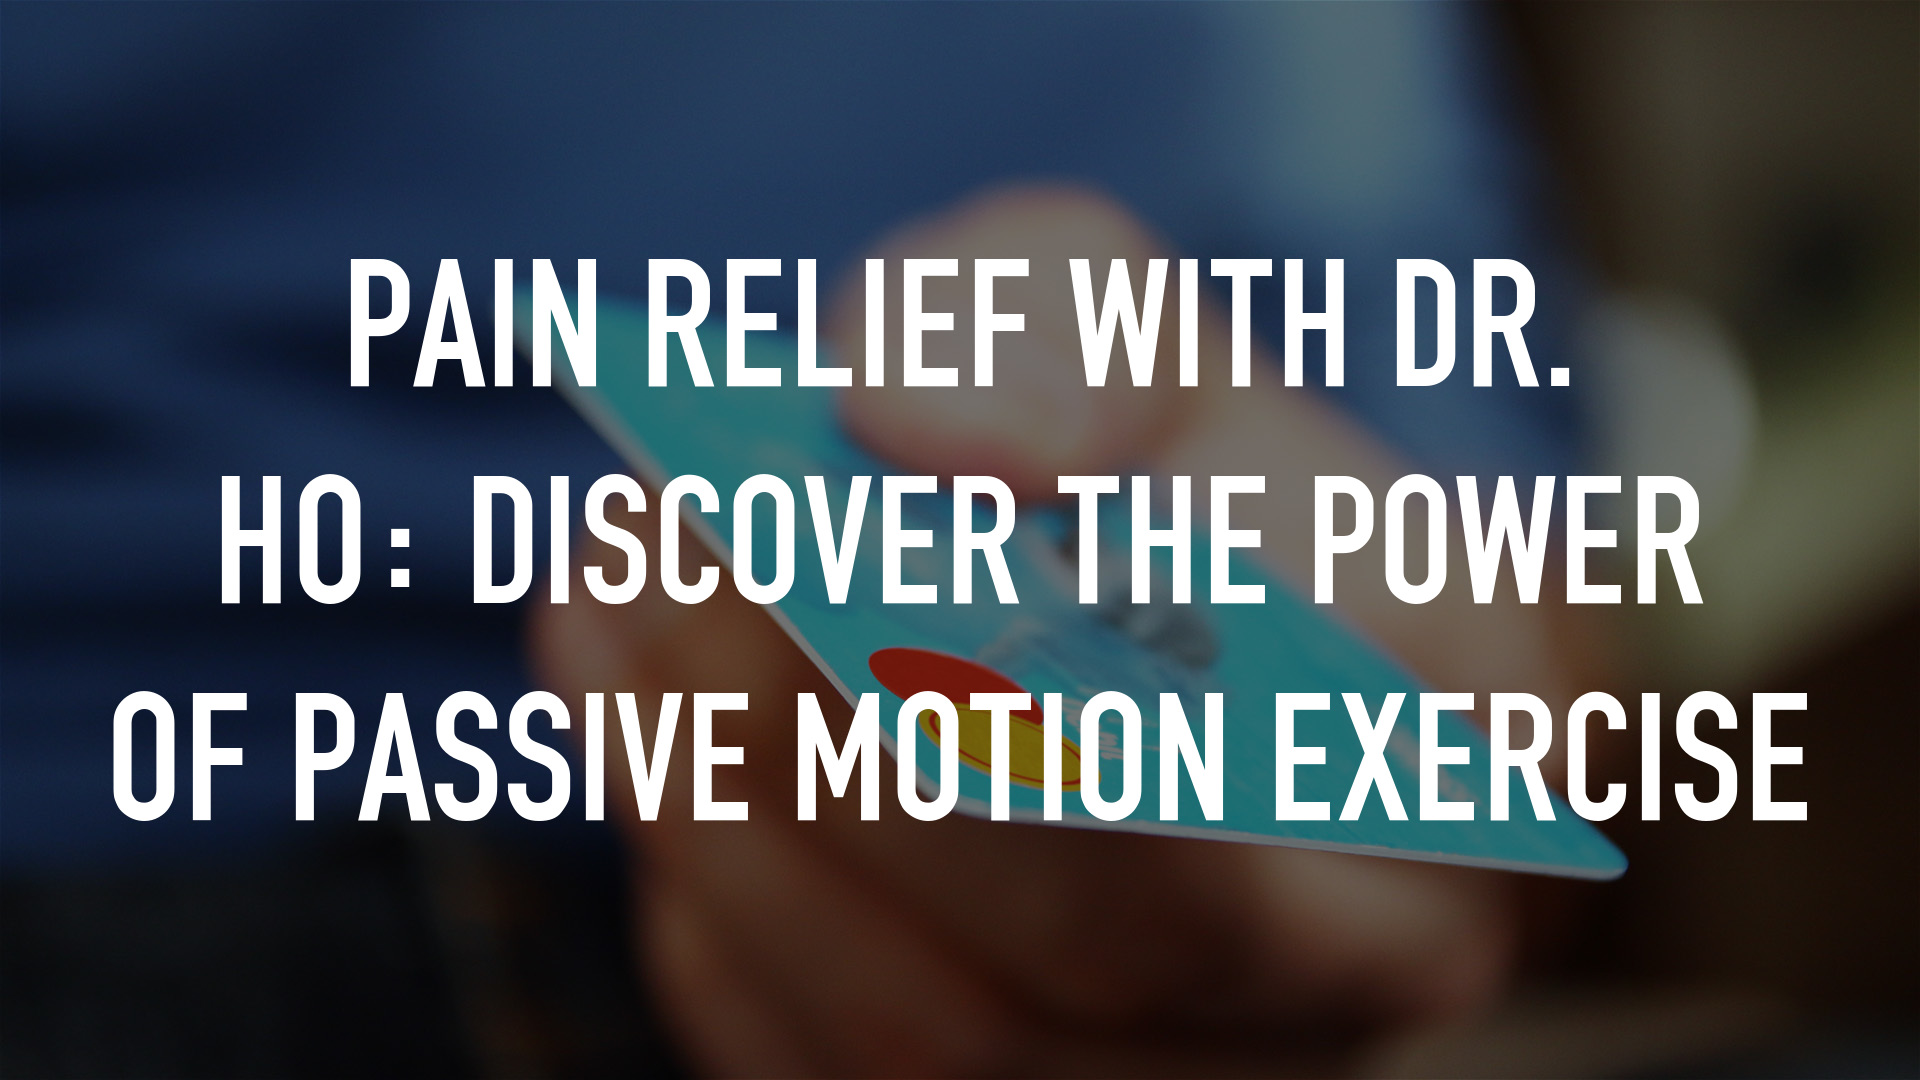 PAIN RELIEF WITH DR.
HO: DISCOVER THE POWER
OF PASSIVE MOTION EXERCISE